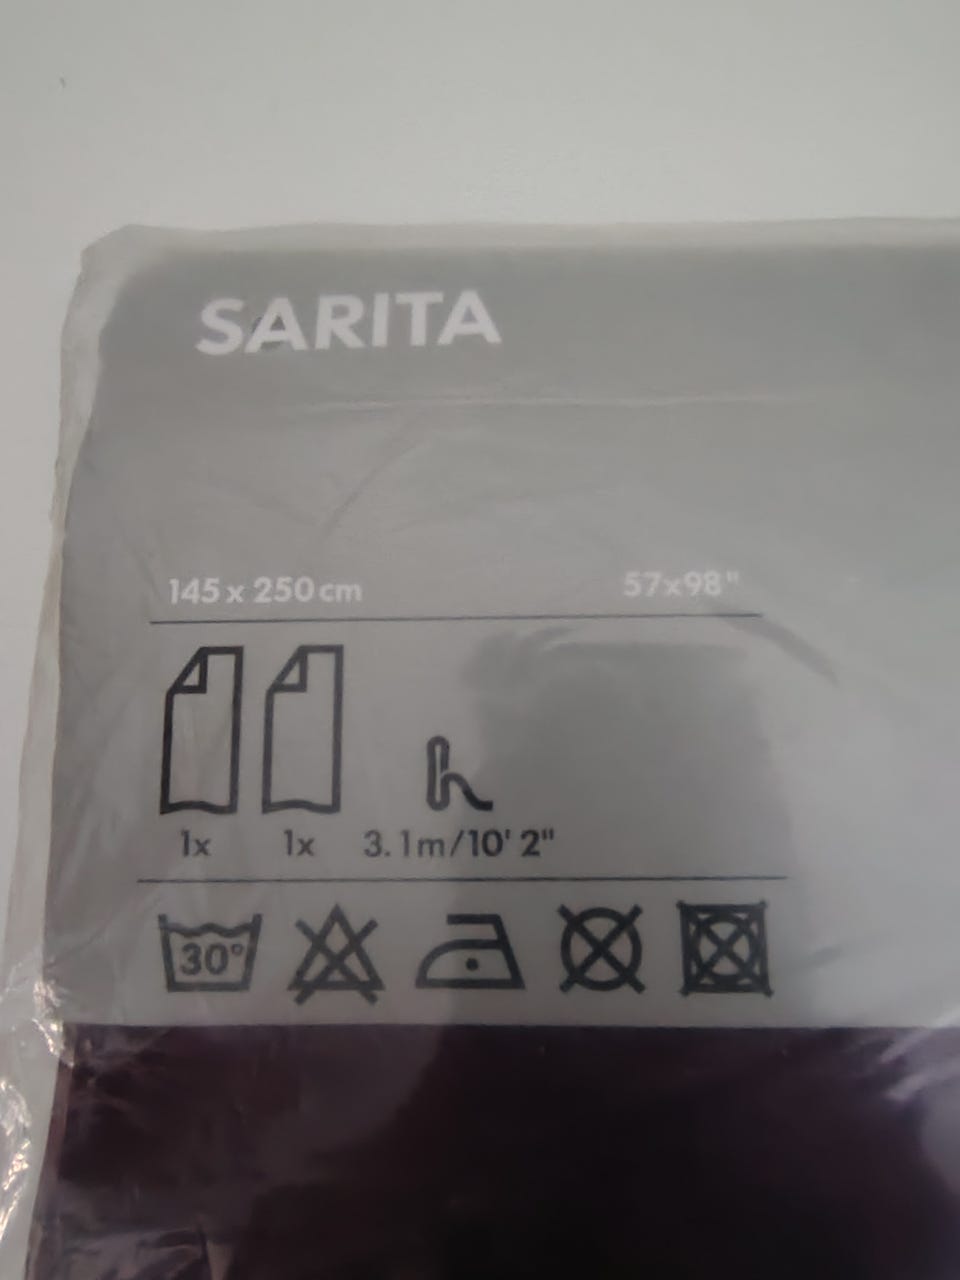 SARITA
145 x 250 cm 57x98"
1x 1x 3.1m/10' 2"
30°